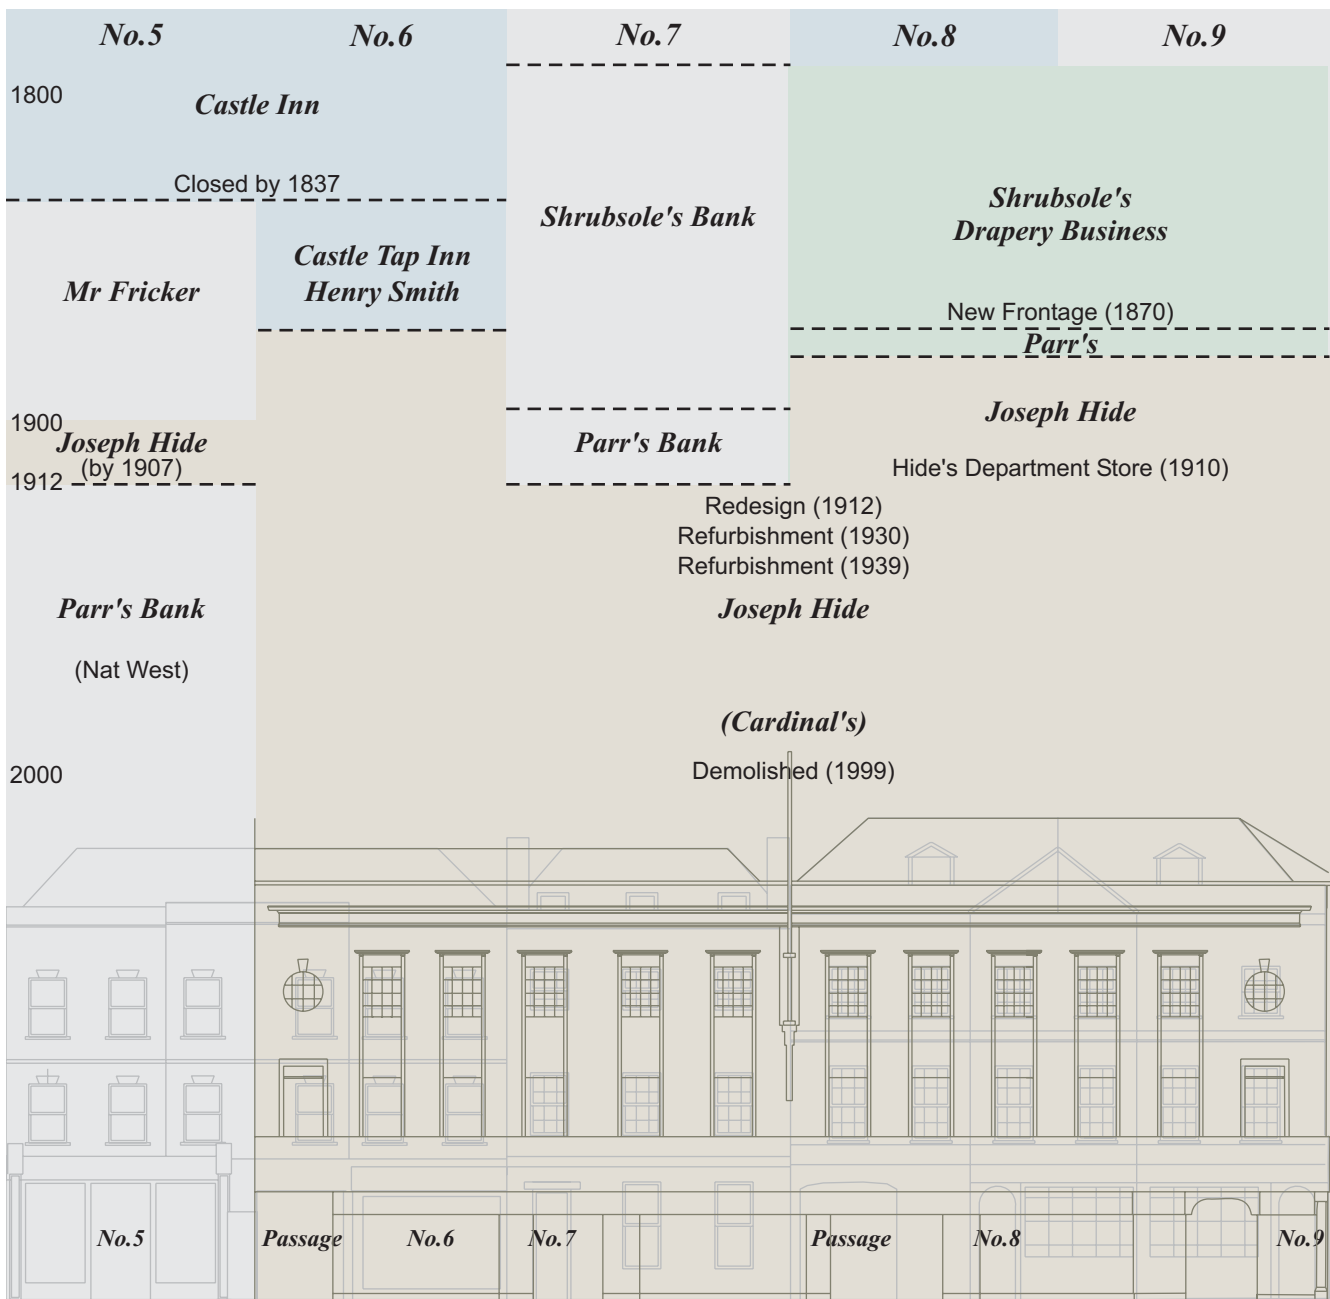 No.5 No.6 No.7 No.8 No.9
1800
Castle Inn
Closed by 1837
Shrubsole's Bank
Shrubsole's
Drapery Business
Mr Fricker
Castle Tap Inn
Henry Smith
New Frontage (1870)
Parr's
1900
Joseph Hide
(by 1907)
1912
Parr's Bank
Joseph Hide
Hide's Department Store (1910)
Redesign (1912)
Refurbishment (1930)
Refurbishment (1939)
Parr's Bank
(Nat West)
Joseph Hide
(Cardinal's)
2000
Demolished (1999)
No.5 Passage No.6 No.7 Passage No.8 No.9